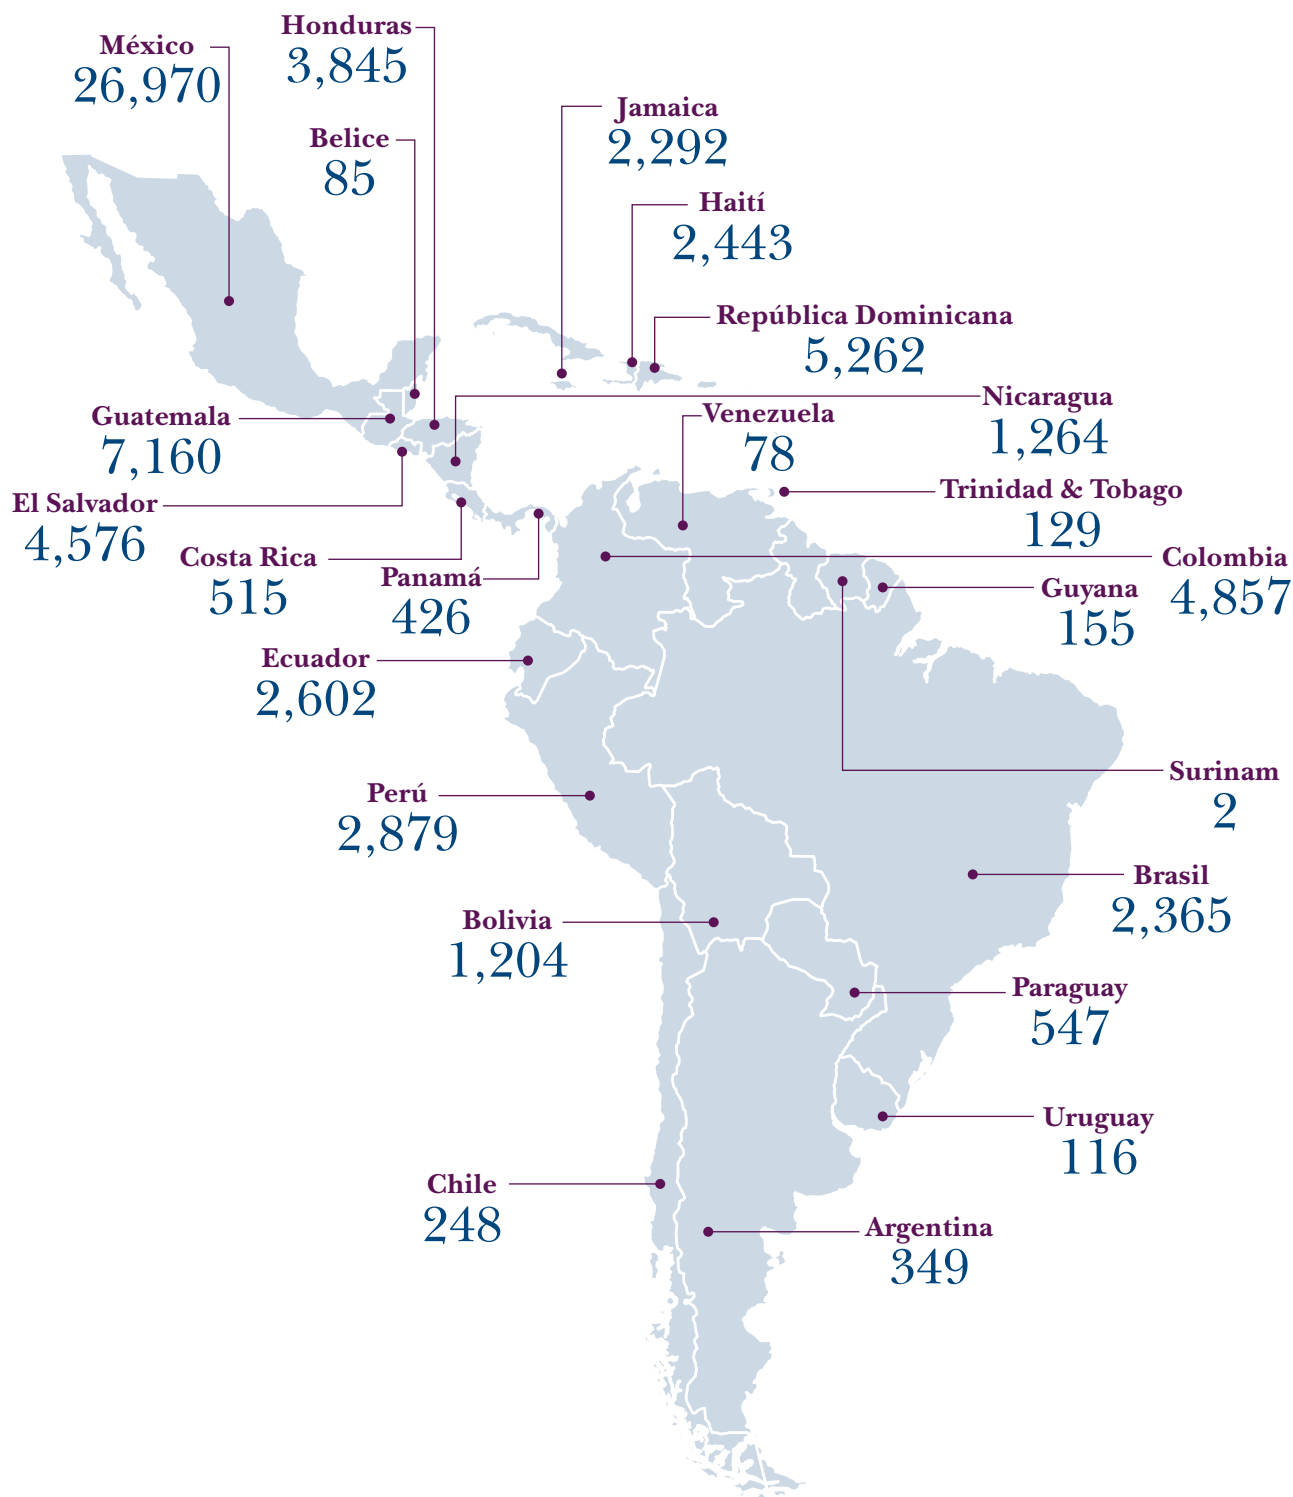 Honduras
3,845
México
26,970
Jamaica
2,292
Belice
85
Haití
2,443
República Dominicana
5,262
Nicaragua
1,264
Venezuela
78
Guatemala
7,160
Trinidad & Tobago
129
El Salvador
4,576
Costa Rica
515
Colombia
4,857
Panamá
426
Guyana
155
Ecuador
2,602
Surinam
2
Perú
2,879
Brasil
2,365
Bolivia
1,204
Paraguay
547
Uruguay
116
Chile
248
Argentina
349